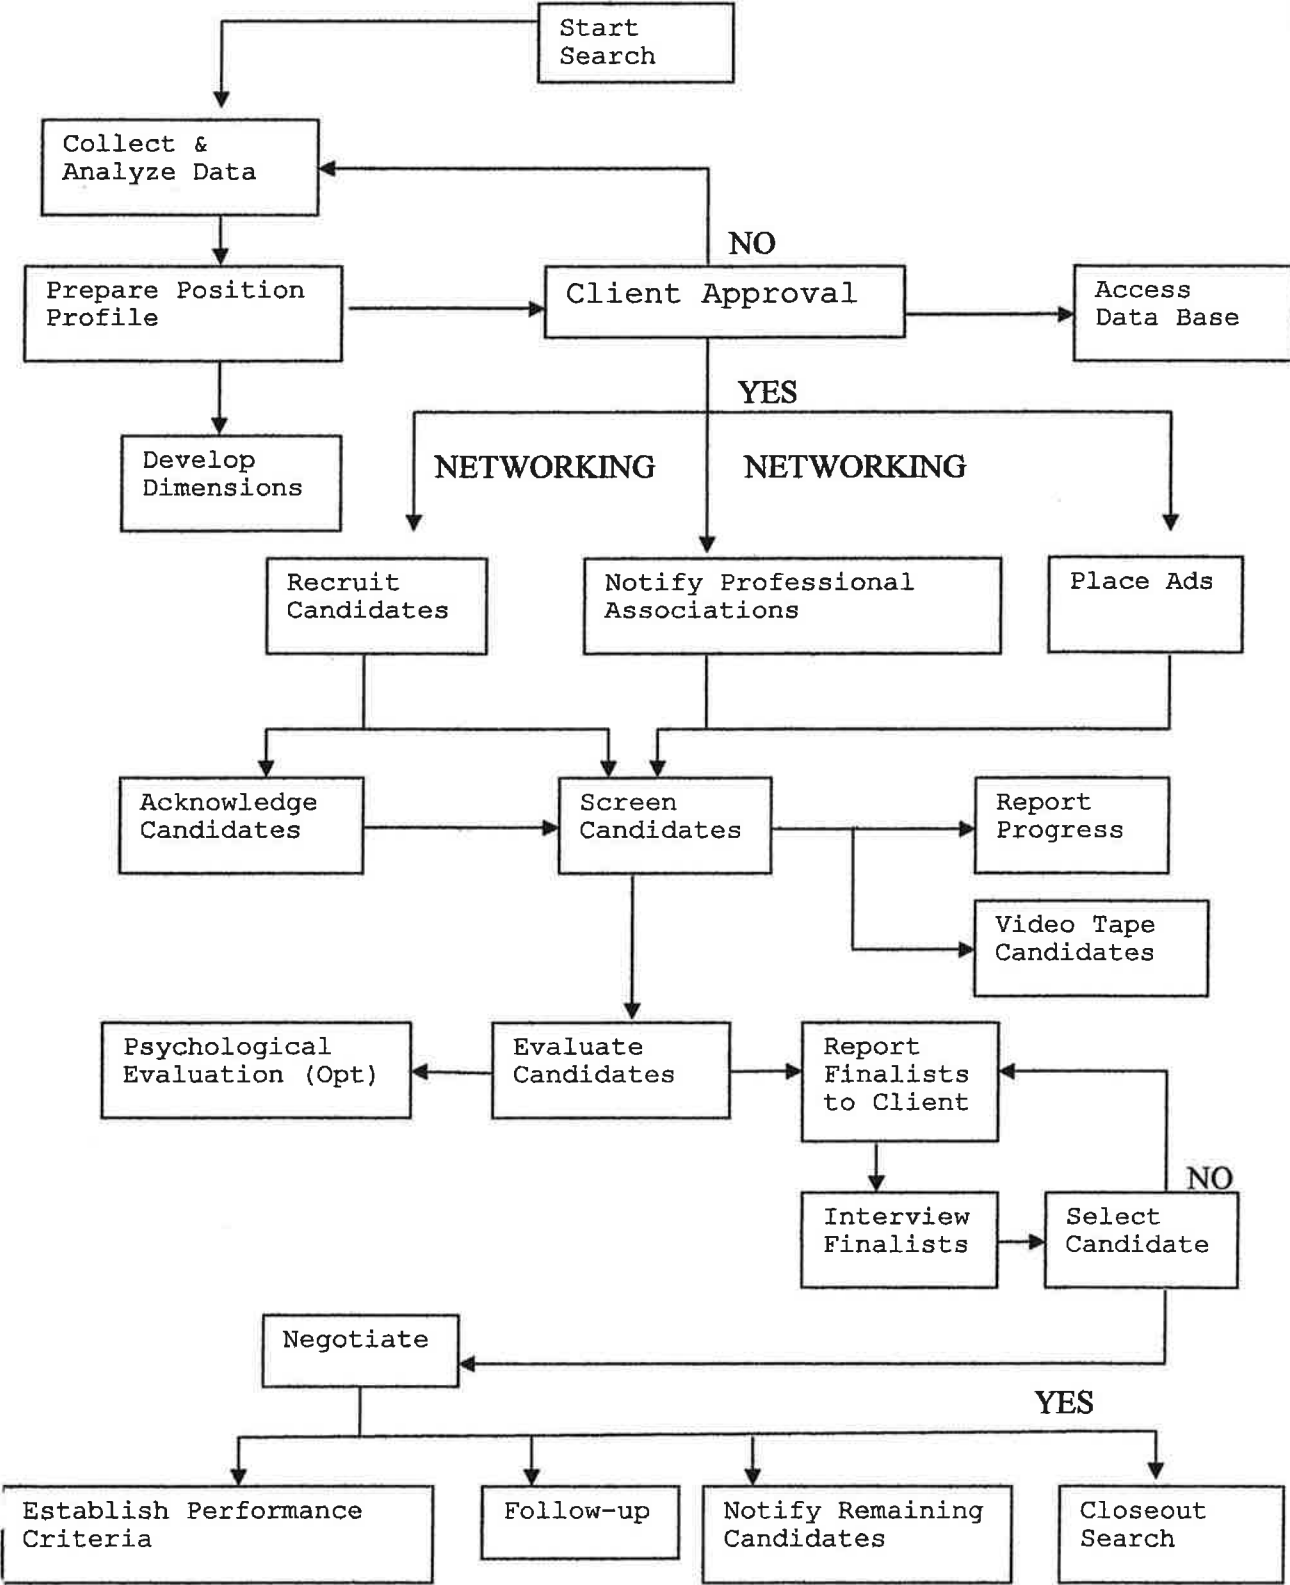 Start
Search
Collect &
Analyze Data
NO
Prepare Position
Profile
Client Approval
Access
Data Base
YES
Develop
Dimensions
NETWORKING
NETWORKING
Recruit
Candidates
Notify Professional
Associations
Place Ads
Acknowledge
Candidates
Screen
Candidates
Report
Progress
Video Tape
Candidates
Psychological
Evaluation (Opt)
Evaluate
Candidates
Report
Finalists
to Client
NO
Interview
Finalists
Select
Candidate
Negotiate
YES
Establish Performance
Criteria
Follow-up
Notify Remaining
Candidates
Closeout
Search